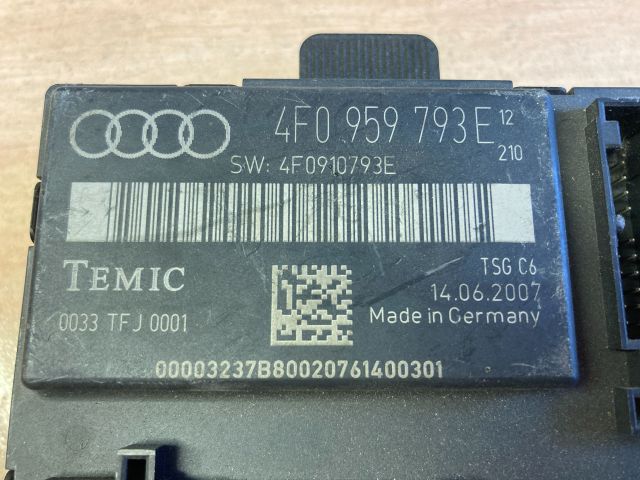 4F0 959 793E 12
210
SW: 4F0910793E
TEMIC
TSG C6
14.06.2007
0033 TFJ 0001
Made in Germany
00003237B80020761400301